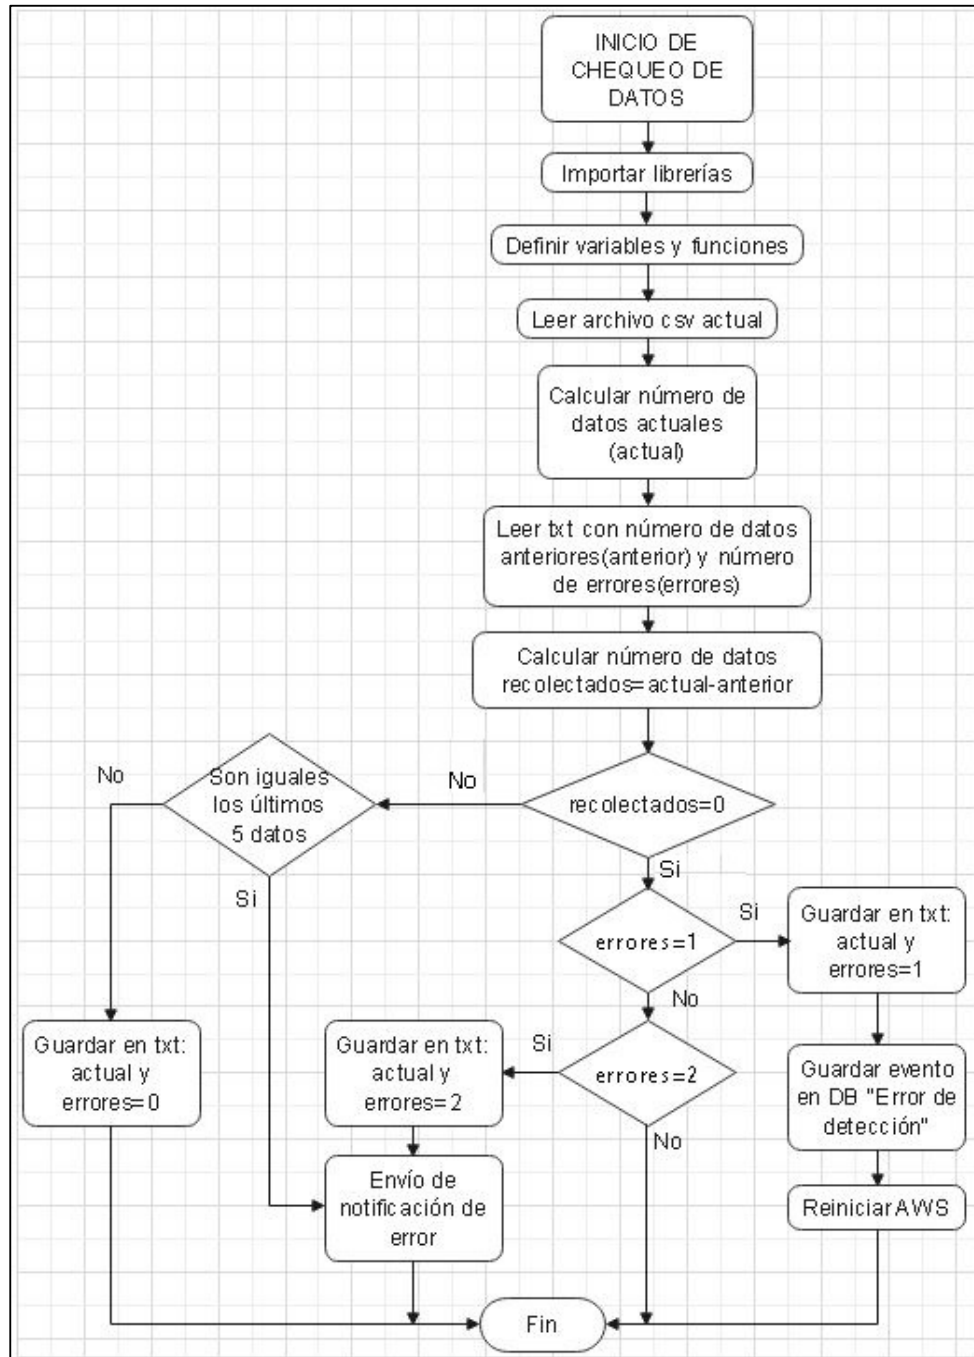 INICIO DE
CHEQUEO DE
DATOS
Importar librerías
Definir variables y funciones
Leer archivo csv actual
Calcular número de
datos actuales
(actual)
Leer txt con número de datos
anteriores(anterior) y número
de errores(errores)
Calcular número de datos
recolectados=actual-anterior
recolectados=0
No
Si
Son iguales
los últimos
5 datos
No
Si
errores=1
Si
No
Guardar en txt:
actual y
errores=1
Guardar en txt:
actual y
errores=0
Guardar en txt:
actual y
errores=2
Si
errores=2
No
Guardar evento
en DB "Error de
detección"
Envío de
notificación de
error
Reiniciar AWS
Fin